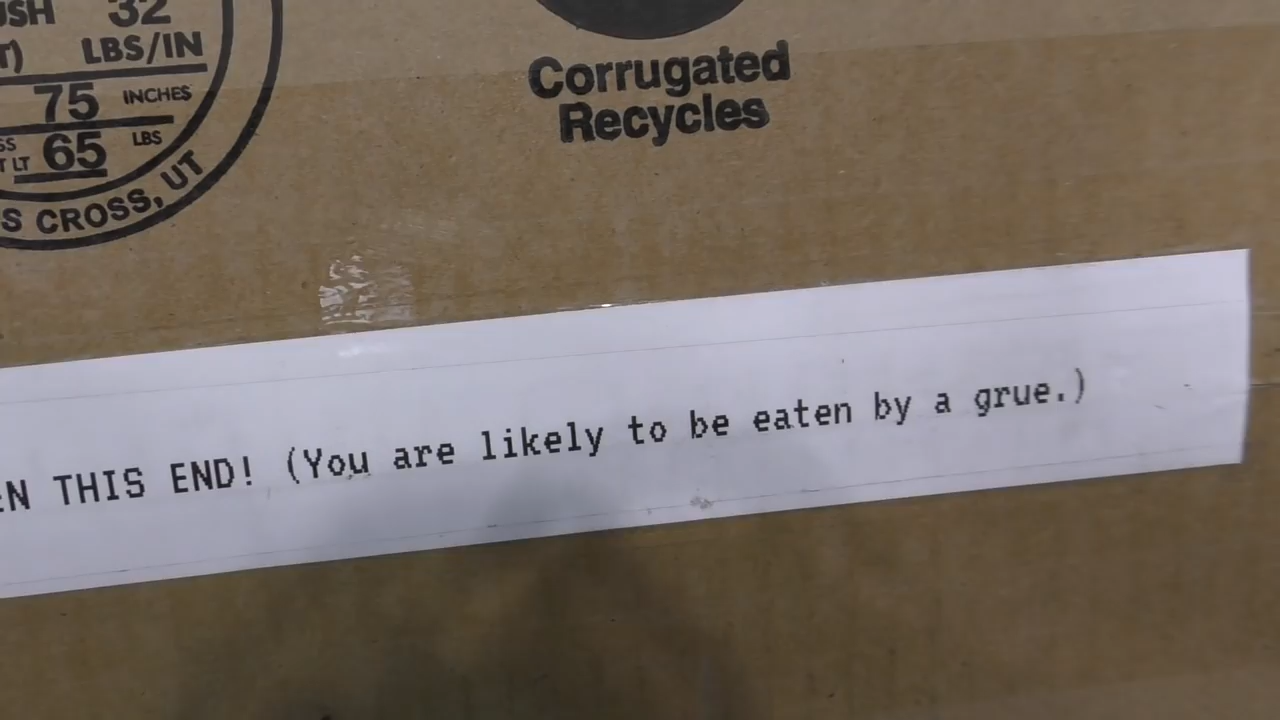 32
LBS/IN
75 INCHES
65 LBS
LT
CROSS, UT
Corrugated
Recycles
THIS END! (You are likely to be eaten by a grue.)